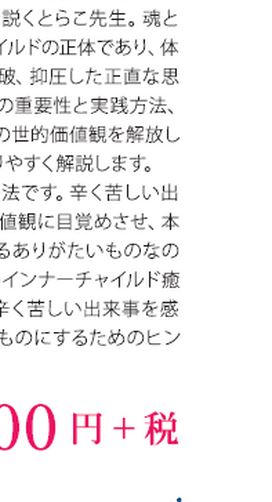 説くとらこ先生。魂と
イルドの正体であり、体
破、抑圧した正直な思
の重要性と実践方法、
の世的価値観を解放し
りやすく解説します。
法です。辛く苦しい出
値観に目覚めさせ、本
るありがたいものなの
インナーチャイルド癒
辛く苦しい出来事を感
ものにするためのヒン
00円+税